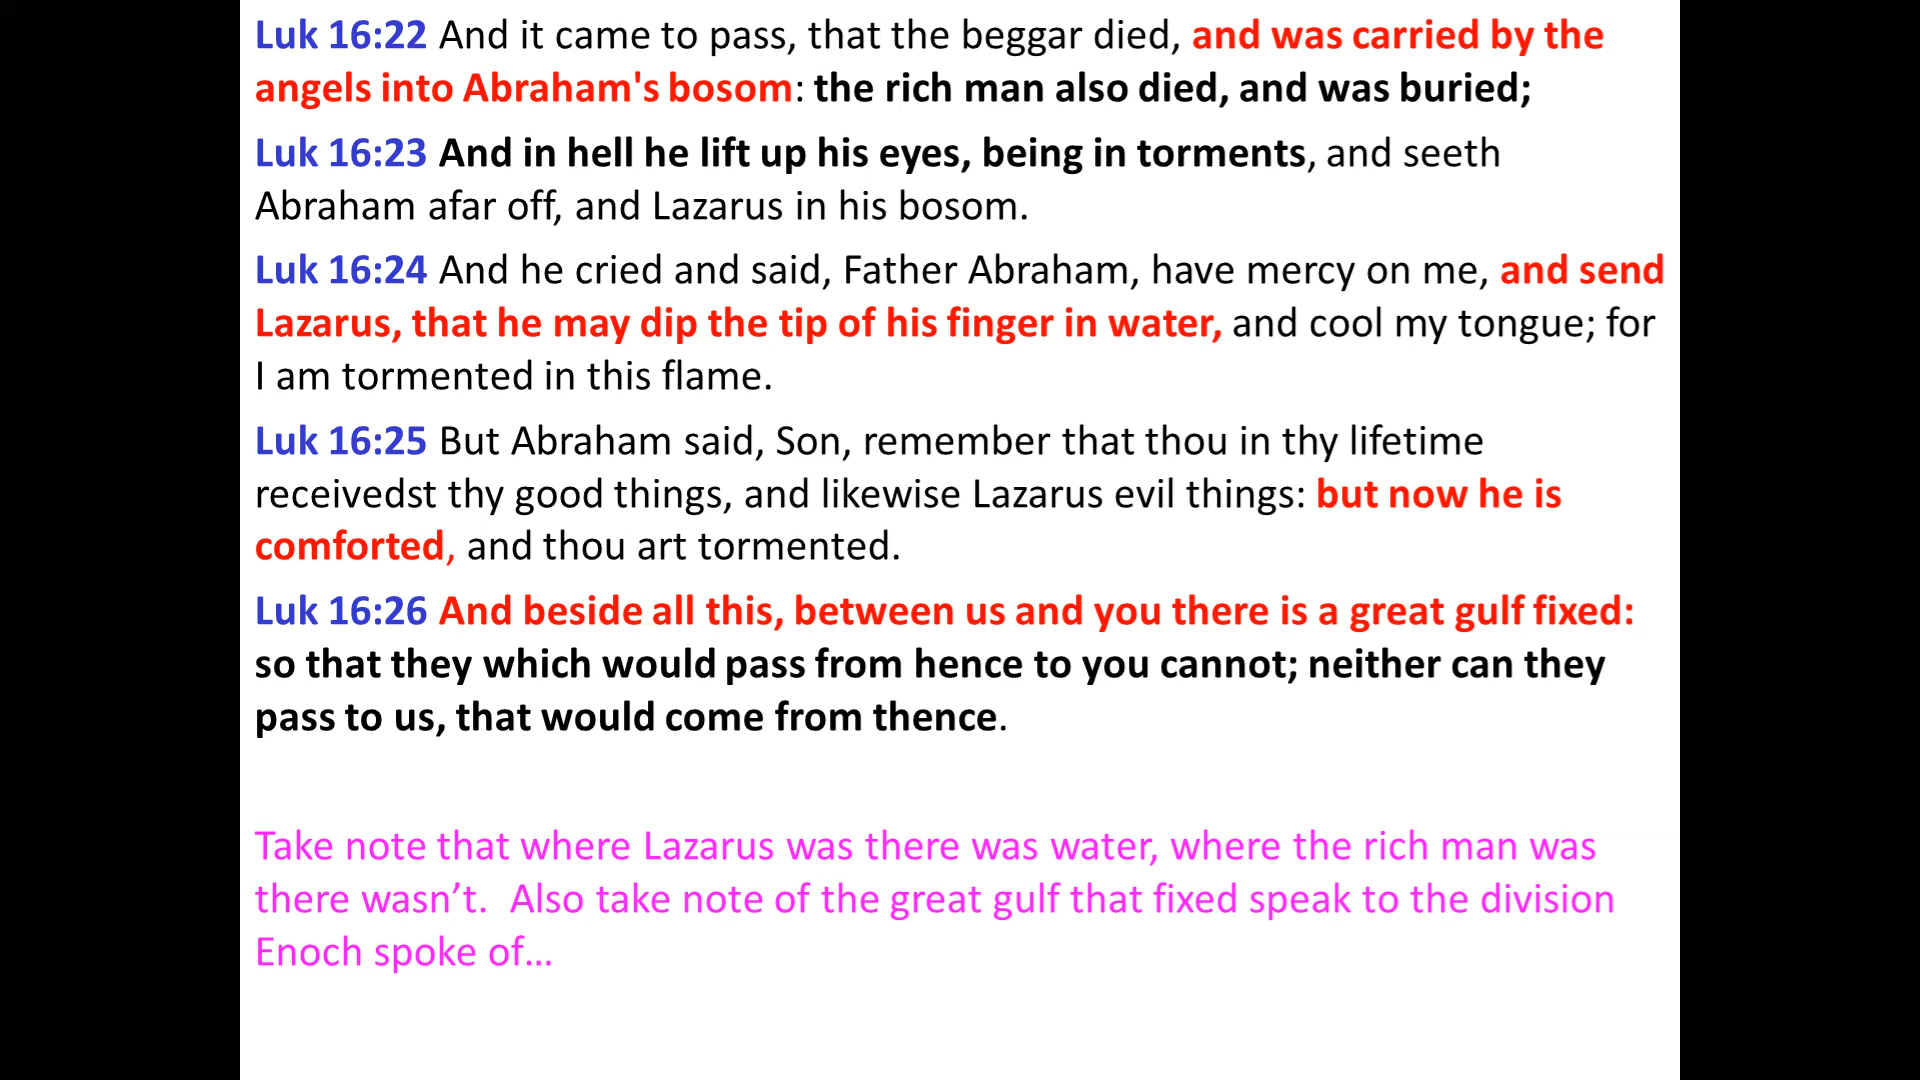 Luk 16:22 And it came to pass, that the beggar died, and was carried by the
angels into Abraham's bosom: the rich man also died, and was buried;
Luk 16:23 And in hell he lift up his eyes, being in torments, and seeth
Abraham afar off, and Lazarus in his bosom.
Luk 16:24 And he cried and said, Father Abraham, have mercy on me, and send
Lazarus, that he may dip the tip of his finger in water, and cool my tongue; for
I am tormented in this flame.
Luk 16:25 But Abraham said, Son, remember that thou in thy lifetime
receivedst thy good things, and likewise Lazarus evil things: but now he is
comforted, and thou art tormented.
Luk 16:26 And beside all this, between us and you there is a great gulf fixed:
so that they which would pass from hence to you cannot; neither can they
pass to us, that would come from thence.
Take note that where Lazarus was there was water, where the rich man was
there wasn’t.  Also take note of the great gulf that fixed speak to the division
Enoch spoke of…